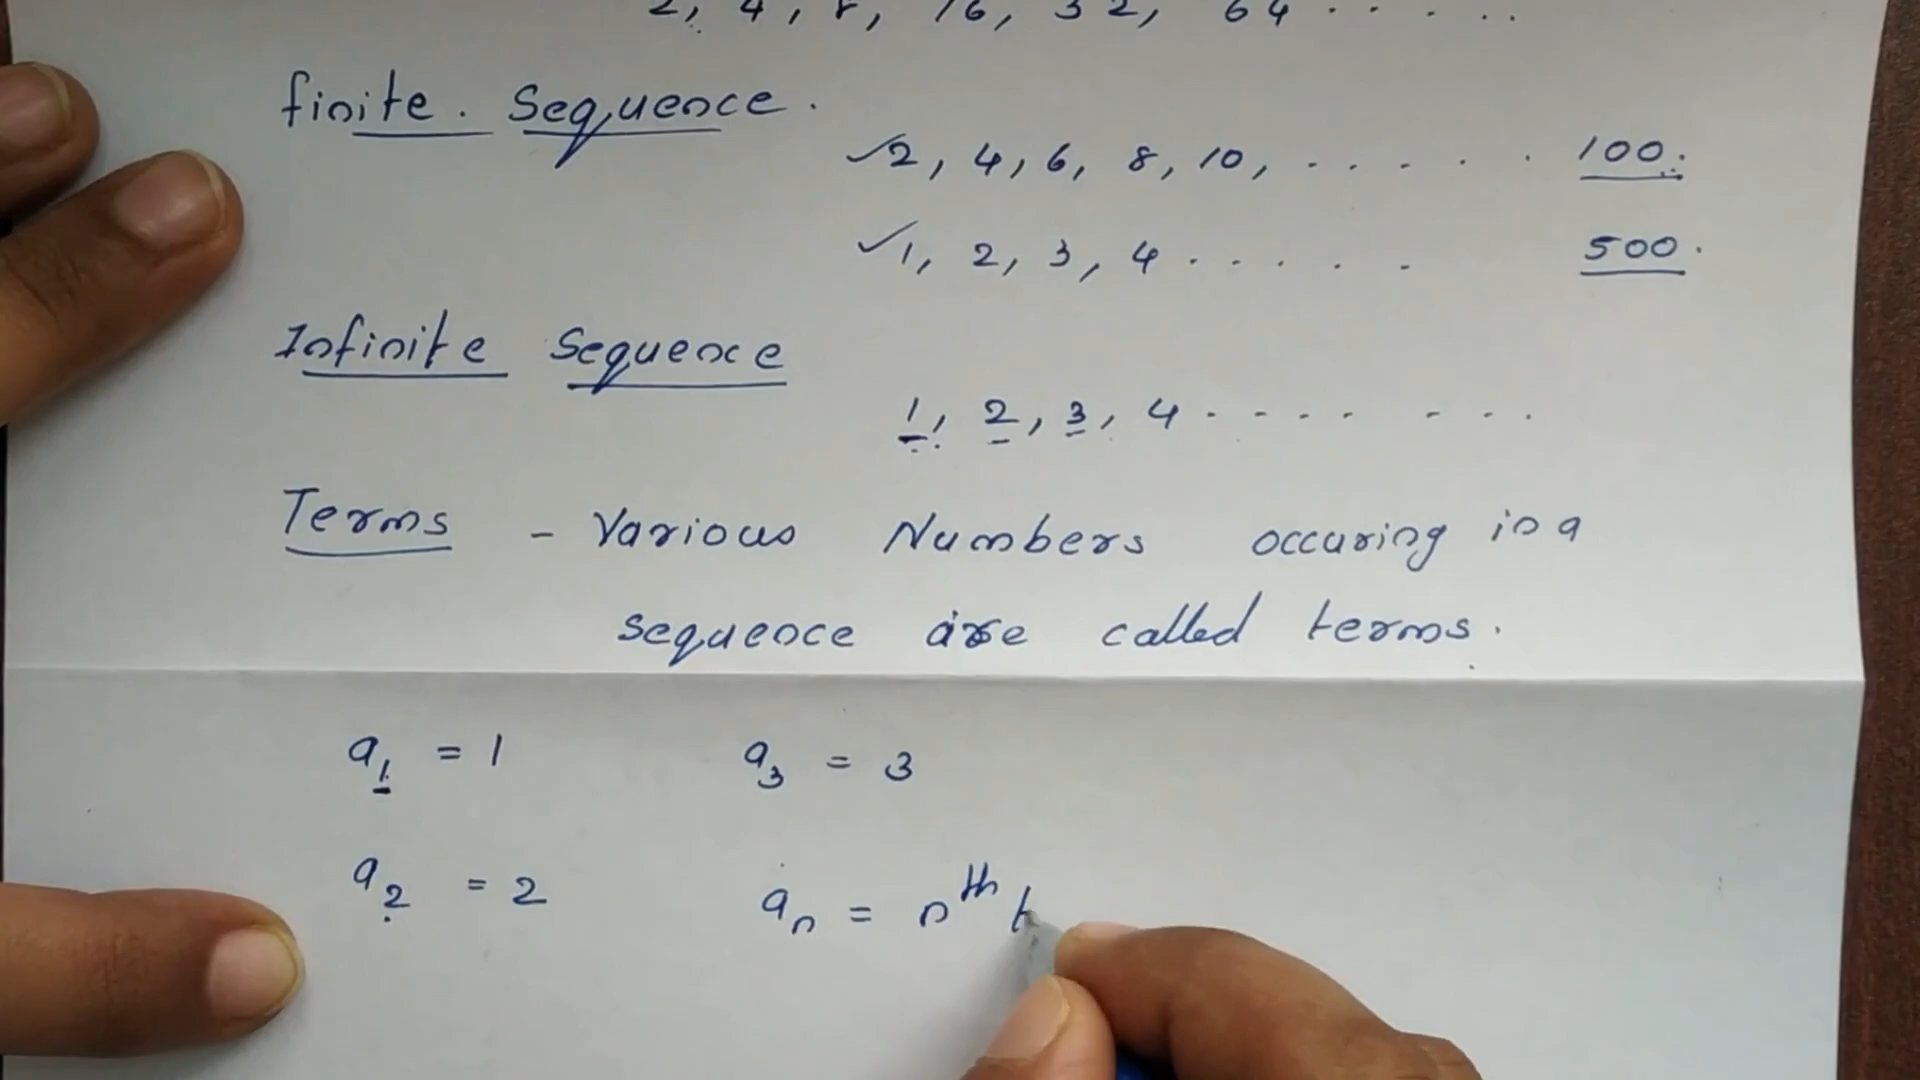 2, 4, 8, 16, 32, 64 . . . . .
finite . Sequence .
✓2, 4, 6, 8, 10, . . . . . . 100.
✓1, 2, 3, 4 . . . . . . 500.
Infinite Sequence
1, 2, 3, 4 . . . . . . . .
Terms - Various Numbers occuring in a
sequence are called terms.
a₁ = 1 a₃ = 3
a₂ = 2 aₙ = nᵗʰ t